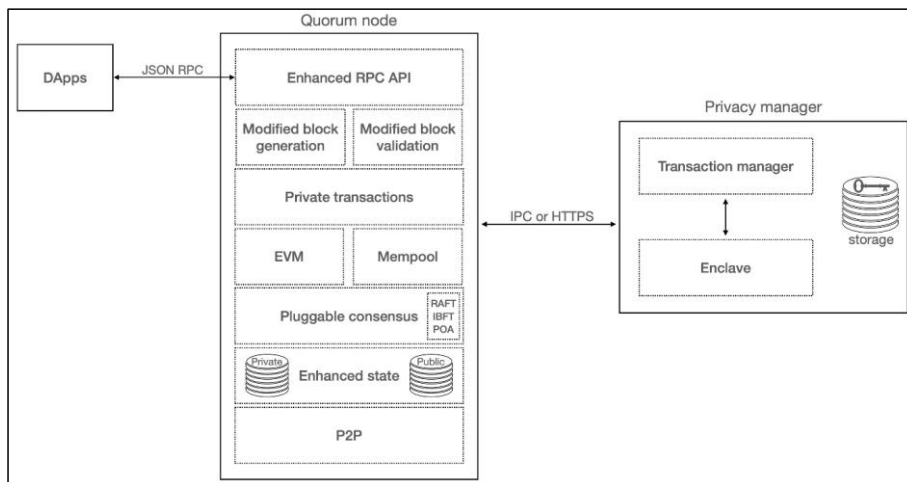 Quorum node
DApps
JSON RPC
Enhanced RPC API
Modified block
generation
Modified block
validation
Private transactions
EVM
Mempool
Pluggable consensus
RAFT
IBFT
POA
Private
Enhanced state
Public
P2P
IPC or HTTPS
Privacy manager
Transaction manager
Enclave
storage